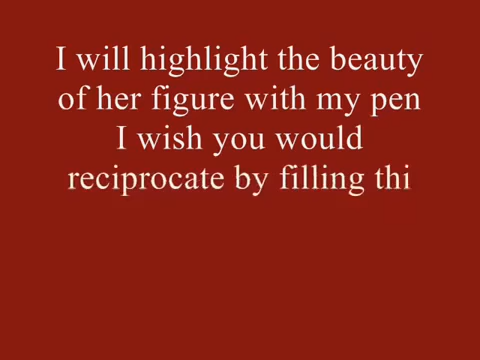 I will highlight the beauty
of her figure with my pen
I wish you would
reciprocate by filling thi